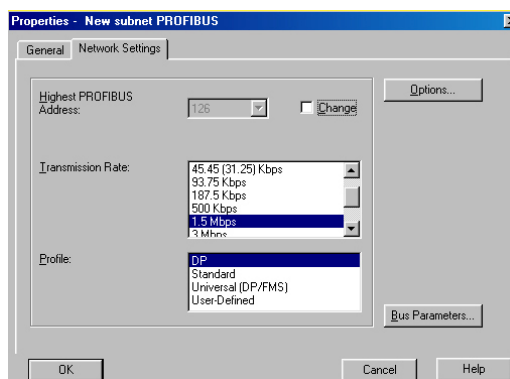 Properties - New subnet PROFIBUS
General
Network Settings
Highest PROFIBUS
Address:
126
Change
Options...
Transmission Rate:
45.45 (31.25) Kbps
93.75 Kbps
187.5 Kbps
500 Kbps
1.5 Mbps
3 Mbps
Profile:
DP
Standard
Universal (DP/FMS)
User-Defined
Bus Parameters...
OK
Cancel
Help